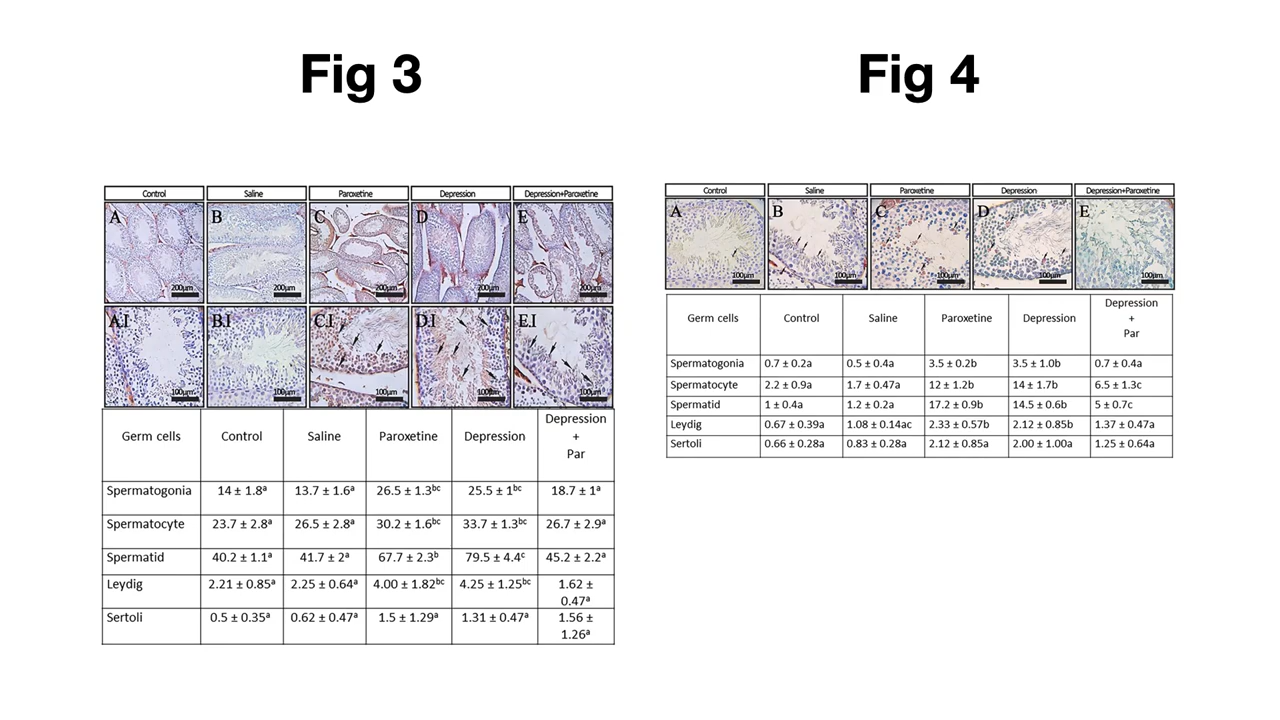 Fig 3
Control Saline Paroxetine Depression Depression+Paroxetine
A B C D E
200μm 200μm 200μm 200μm 200μm
A.I B.I C.I D.I E.I
100μm 100μm 100μm 100μm 100μm
Germ cells Control Saline Paroxetine Depression Depression + Par
Spermatogonia 14 ± 1.8ᵃ 13.7 ± 1.6ᵃ 26.5 ± 1.3ᵇᶜ 25.5 ± 1ᵇᶜ 18.7 ± 1ᵃ
Spermatocyte 23.7 ± 2.8ᵃ 26.5 ± 2.8ᵃ 30.2 ± 1.6ᵇᶜ 33.7 ± 1.3ᵇᶜ 26.7 ± 2.9ᵃ
Spermatid 40.2 ± 1.1ᵃ 41.7 ± 2ᵃ 67.7 ± 2.3ᵇ 79.5 ± 4.4ᶜ 45.2 ± 2.2ᵃ
Leydig 2.21 ± 0.85ᵃ 2.25 ± 0.64ᵃ 4.00 ± 1.82ᵇᶜ 4.25 ± 1.25ᵇᶜ 1.62 ± 0.47ᵃ
Sertoli 0.5 ± 0.35ᵃ 0.62 ± 0.47ᵃ 1.5 ± 1.29ᵃ 1.31 ± 0.47ᵃ 1.56 ± 1.26ᵃ
Fig 4
Control Saline Paroxetine Depression Depression+Paroxetine
A B C D E
100μm 100μm 100μm 100μm 100μm
Germ cells Control Saline Paroxetine Depression Depression + Par
Spermatogonia 0.7 ± 0.2a 0.5 ± 0.4a 3.5 ± 0.2b 3.5 ± 1.0b 0.7 ± 0.4a
Spermatocyte 2.2 ± 0.9a 1.7 ± 0.47a 12 ± 1.2b 14 ± 1.7b 6.5 ± 1.3c
Spermatid 1 ± 0.4a 1.2 ± 0.2a 17.2 ± 0.9b 14.5 ± 0.6b 5 ± 0.7c
Leydig 0.67 ± 0.39a 1.08 ± 0.14ac 2.33 ± 0.57b 2.12 ± 0.85b 1.37 ± 0.47a
Sertoli 0.66 ± 0.28a 0.83 ± 0.28a 2.12 ± 0.85a 2.00 ± 1.00a 1.25 ± 0.64a